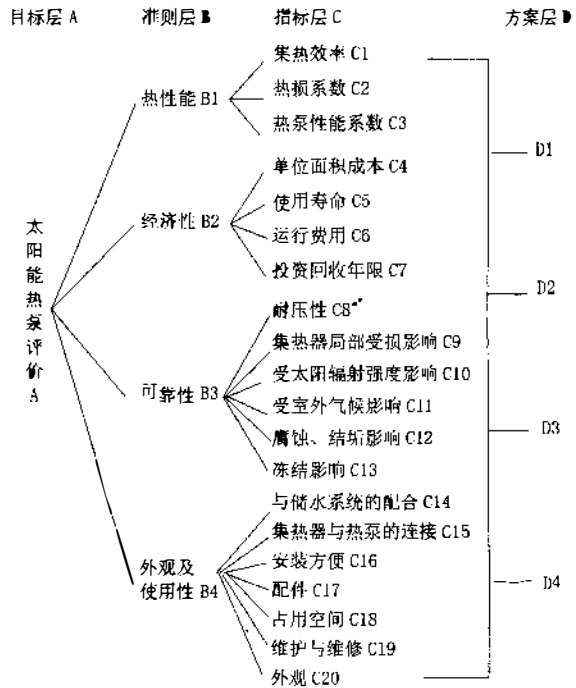 目标层 A 准则层 B 指标层 C 方案层 D
集热效率 C1
热性能 B1 热损系数 C2
热泵性能系数 C3
D1
单位面积成本 C4
使用寿命 C5
经济性 B2
运行费用 C6
投资回收年限 C7
D2
太阳能热泵评价 A
耐压性 C8
集热器局部受损影响 C9
受太阳辐射强度影响 C10
可靠性 B3
受室外气候影响 C11
D3
腐蚀、结垢影响 C12
冻结影响 C13
与储水系统的配合 C14
集热器与热泵的连接 C15
外观及
使用性 B4
安装方便 C16
配件 C17
D4
占用空间 C18
维护与维修 C19
外观 C20